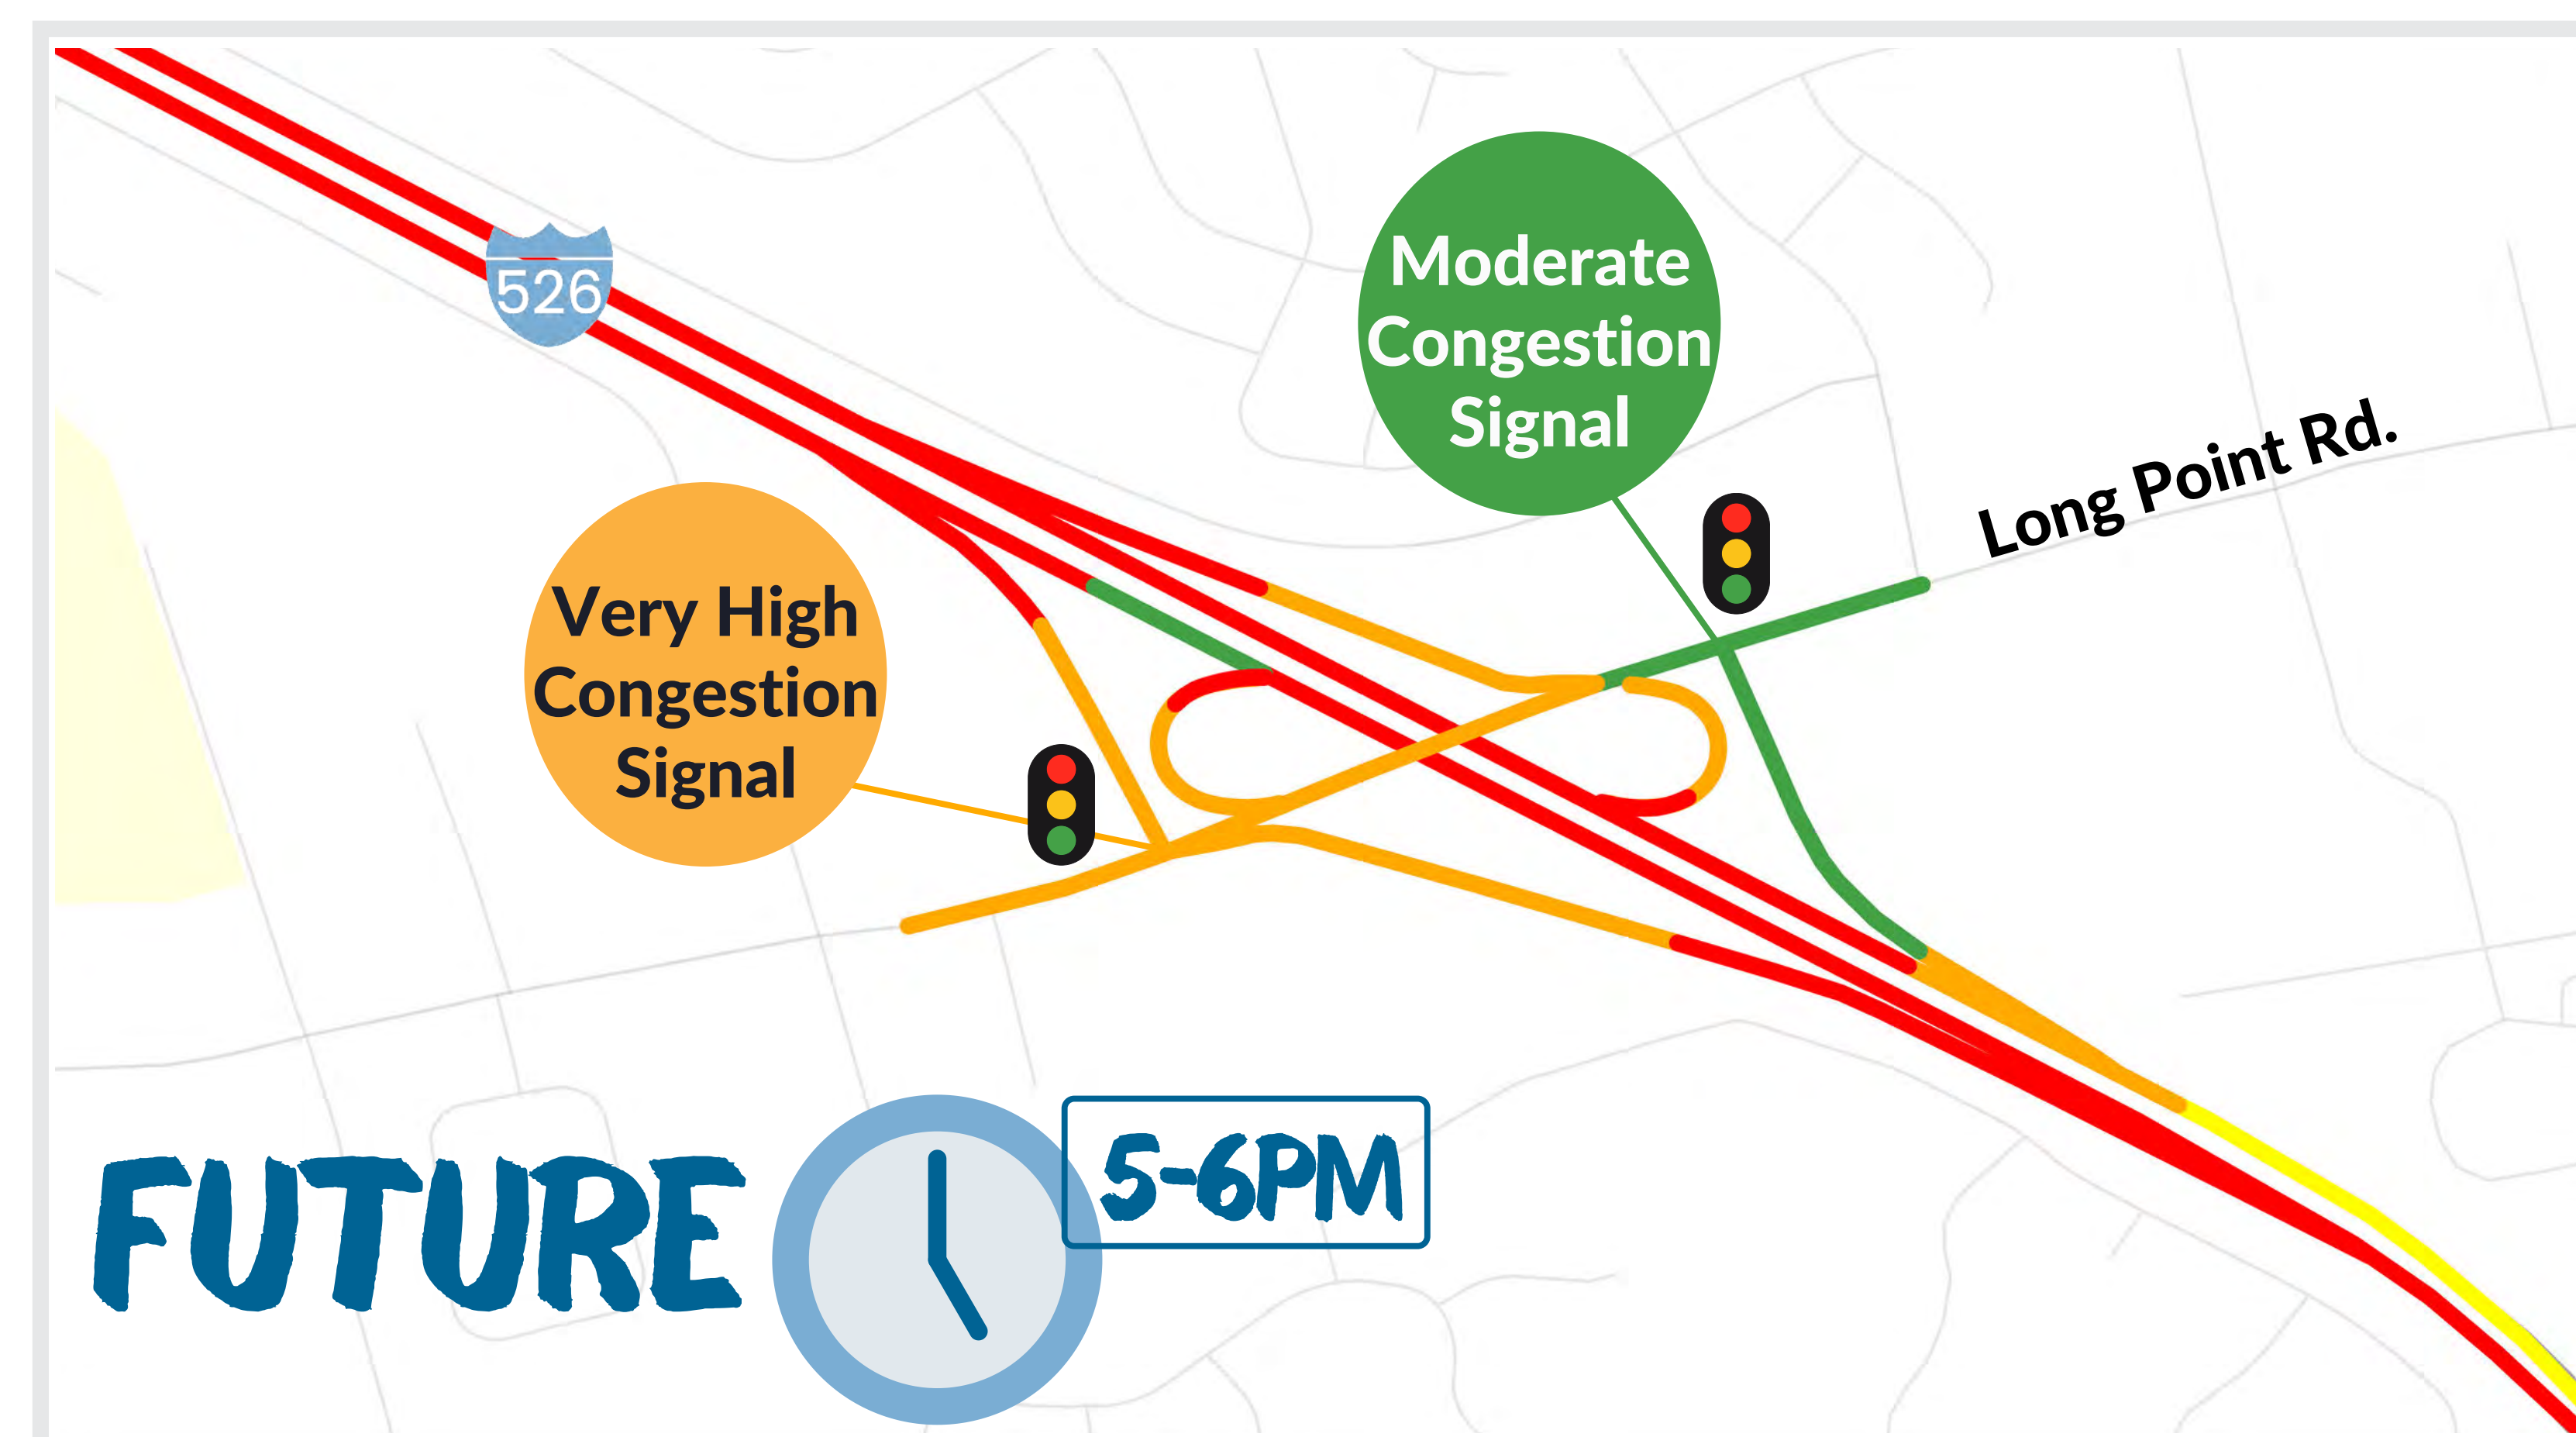 526
Moderate
Congestion
Signal
Long Point Rd.
Very High
Congestion
Signal
FUTURE
5-6PM